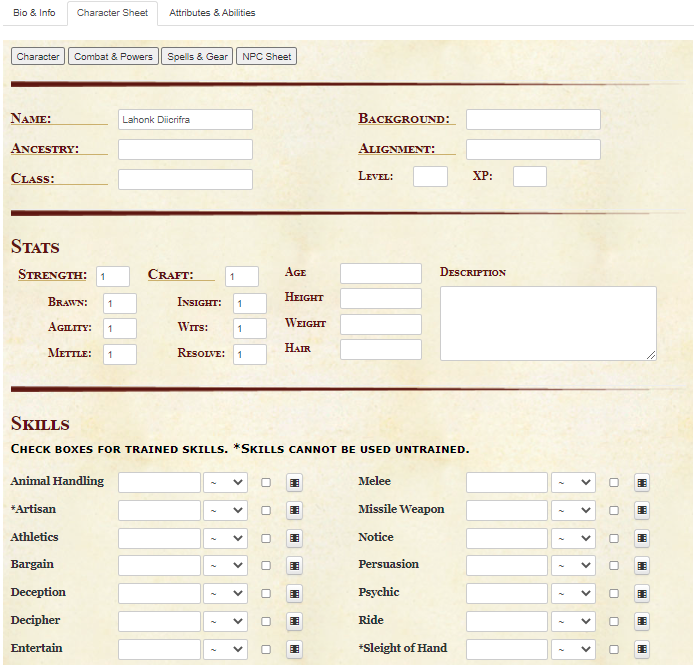 Bio & Info Character Sheet Attributes & Abilities
Character Combat & Powers Spells & Gear NPC Sheet
Name: Lahonk Diicrifra Background:
Ancestry: Alignment:
Class: Level: XP:
Stats
Strength: 1 Craft: 1 Age Description
Brawn: 1 Insight: 1 Height
Agility: 1 Wits: 1 Weight
Mettle: 1 Resolve: 1 Hair
Skills
Check boxes for trained skills. *Skills cannot be used untrained.
Animal Handling ~ Melee ~
*Artisan ~ Missile Weapon ~
Athletics ~ Notice ~
Bargain ~ Persuasion ~
Deception ~ Psychic ~
Decipher ~ Ride ~
Entertain ~ *Sleight of Hand ~